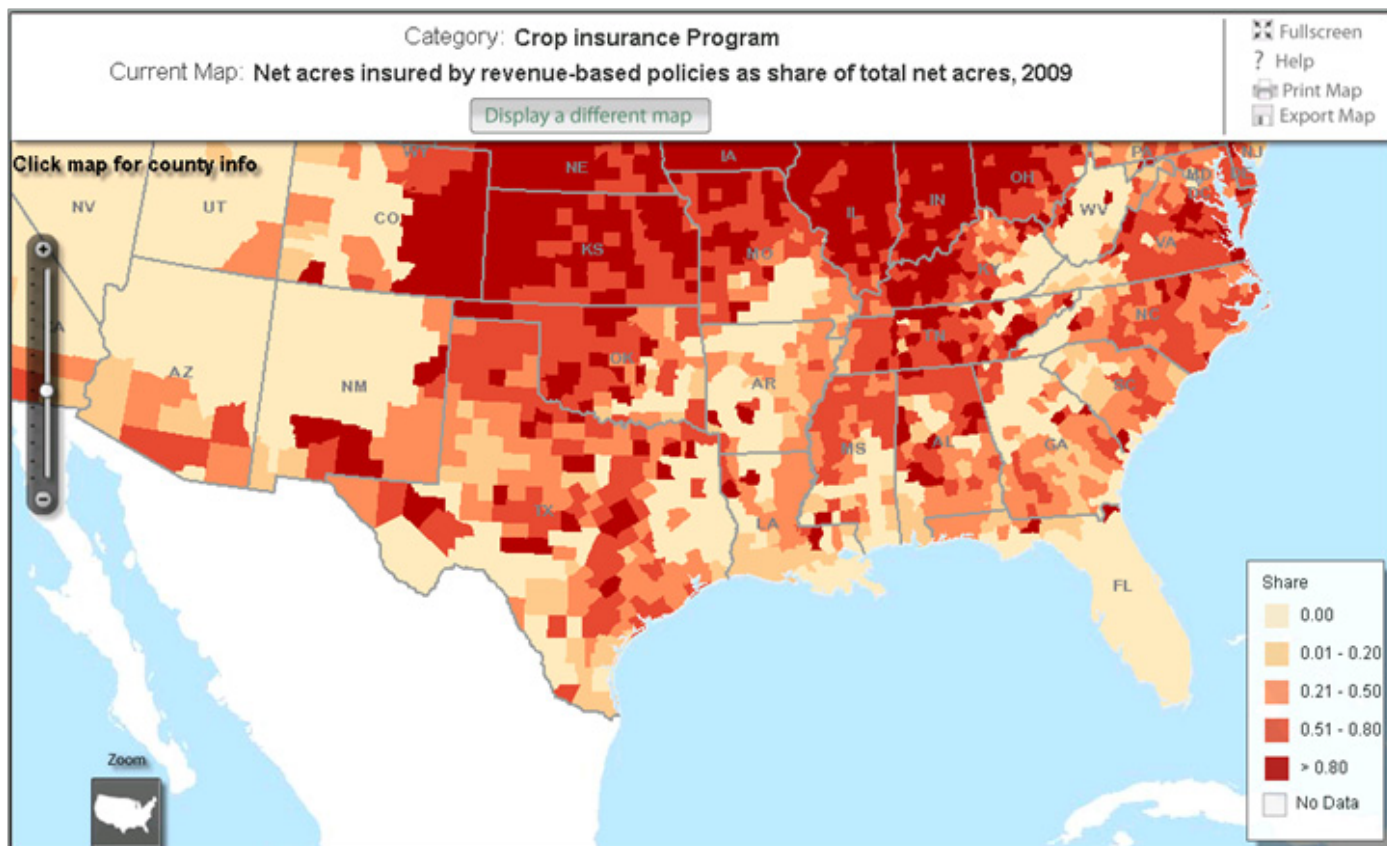 Category: Crop insurance Program
Current Map: Net acres insured by revenue-based policies as share of total net acres, 2009
Display a different map
Fullscreen
? Help
Print Map
Export Map
Click map for county info
WY
NE
IA
PA
NJ
NV
UT
CO
KS
MO
IL
IN
OH
WV
MD
DC
DE
VA
KY
CA
AZ
NM
OK
AR
TN
NC
SC
TX
LA
MS
AL
GA
FL
+
-
Zoom
Share
0.00
0.01 - 0.20
0.21 - 0.50
0.51 - 0.80
> 0.80
No Data